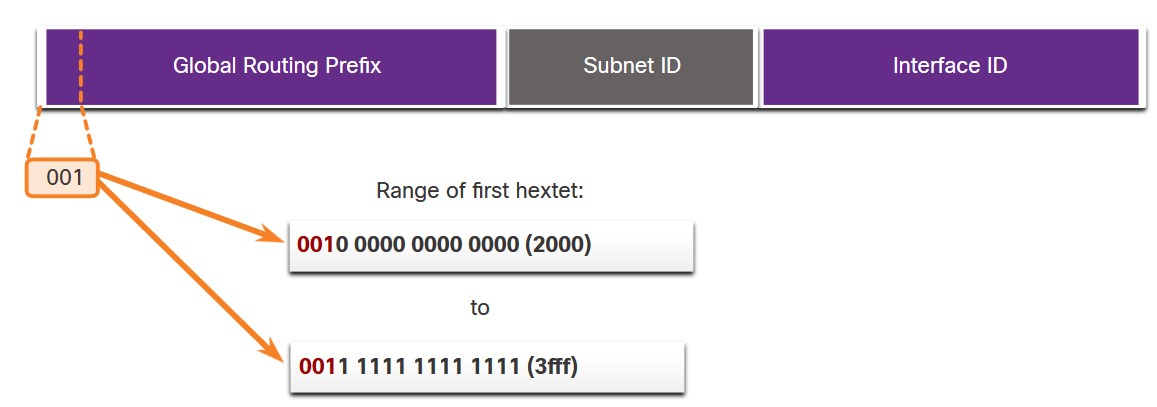 Global Routing Prefix Subnet ID Interface ID
001
Range of first hextet:
0010 0000 0000 0000 (2000)
to
0011 1111 1111 1111 (3fff)